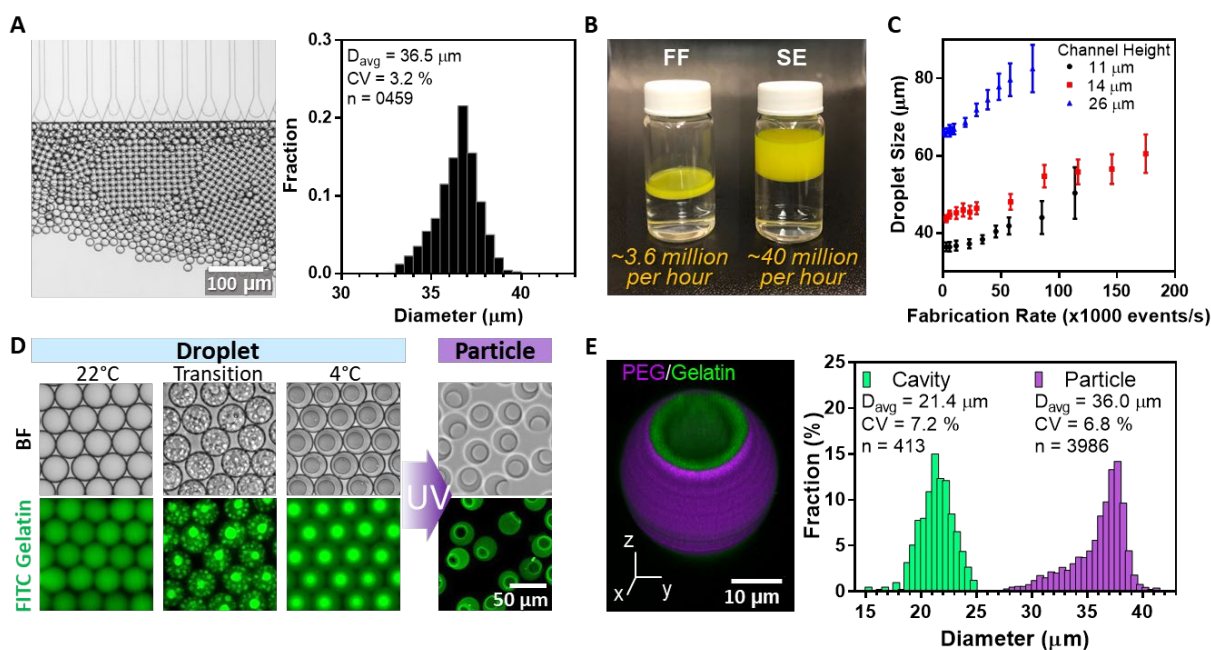 A
100 μm
0.3
0.2
0.1
0.0
Fraction
D_avg = 36.5 μm
CV = 3.2 %
n = 0459
30
35
40
Diameter (μm)
B
FF
SE
~3.6 million
per hour
~40 million
per hour
C
Droplet Size (μm)
80
60
40
Channel Height
11 μm
14 μm
26 μm
0
50
100
150
200
Fabrication Rate (x1000 events/s)
D
Droplet
Particle
22°C
Transition
4°C
BF
FITC Gelatin
UV
50 μm
E
PEG/Gelatin
z
x
y
10 μm
Fraction (%)
25
20
15
10
5
0
Cavity
D_avg = 21.4 μm
CV = 7.2 %
n = 413
Particle
D_avg = 36.0 μm
CV = 6.8 %
n = 3986
15
20
25
30
35
40
Diameter (μm)